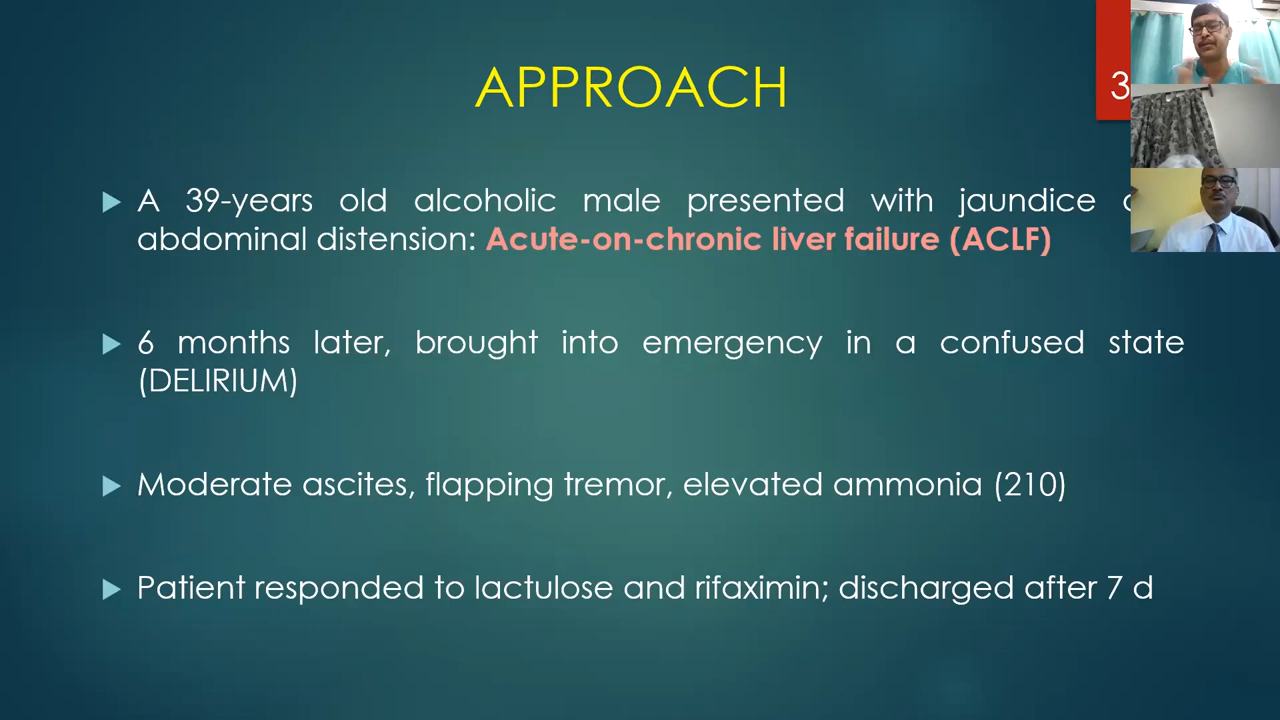 APPROACH
3
A 39-years old alcoholic male presented with jaundice
abdominal distension: Acute-on-chronic liver failure (ACLF)
6 months later, brought into emergency in a confused state
(DELIRIUM)
Moderate ascites, flapping tremor, elevated ammonia (210)
Patient responded to lactulose and rifaximin; discharged after 7 d